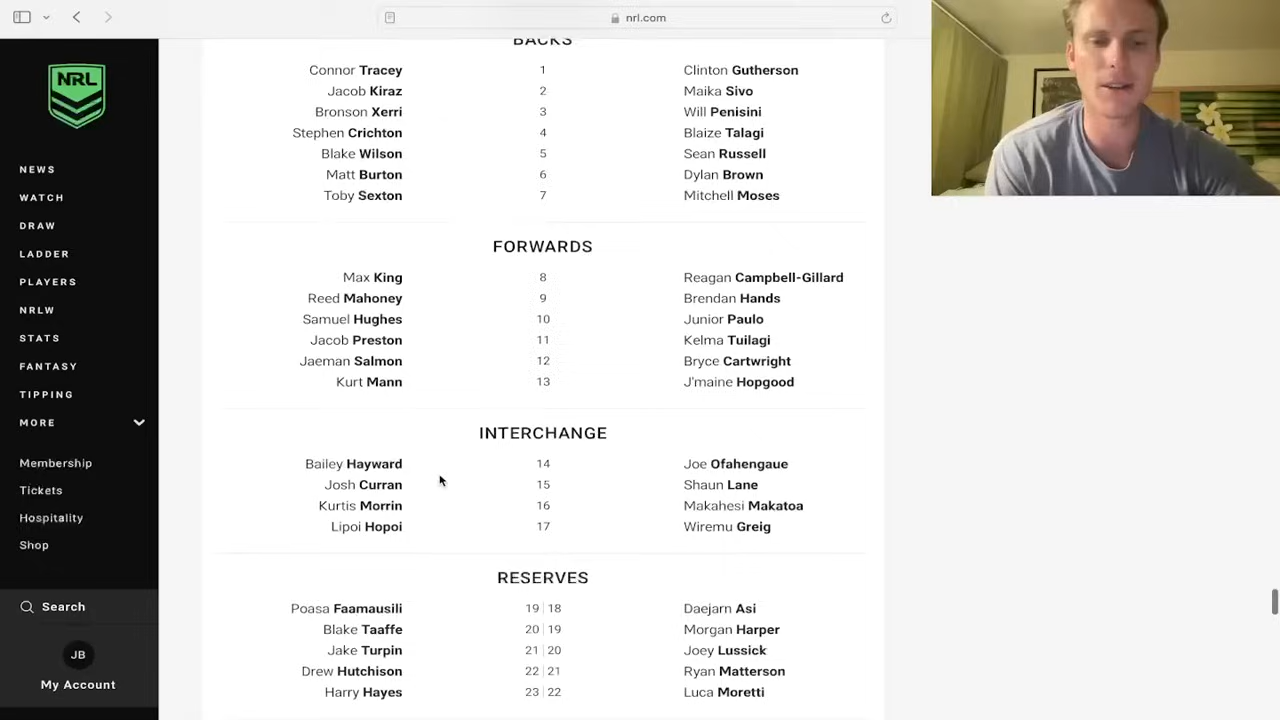 nrl.com
NRL
NEWS
WATCH
DRAW
LADDER
PLAYERS
NRLW
STATS
FANTASY
TIPPING
MORE
Membership
Tickets
Hospitality
Shop
Search
JB
My Account
BACKS
Connor Tracey 1 Clinton Gutherson
Jacob Kiraz 2 Maika Sivo
Bronson Xerri 3 Will Penisini
Stephen Crichton 4 Blaize Talagi
Blake Wilson 5 Sean Russell
Matt Burton 6 Dylan Brown
Toby Sexton 7 Mitchell Moses
FORWARDS
Max King 8 Reagan Campbell-Gillard
Reed Mahoney 9 Brendan Hands
Samuel Hughes 10 Junior Paulo
Jacob Preston 11 Kelma Tuilagi
Jaeman Salmon 12 Bryce Cartwright
Kurt Mann 13 J'maine Hopgood
INTERCHANGE
Bailey Hayward 14 Joe Ofahengaue
Josh Curran 15 Shaun Lane
Kurtis Morrin 16 Makahesi Makatoa
Lipoi Hopoi 17 Wiremu Greig
RESERVES
Poasa Faamausili 19 | 18 Daejarn Asi
Blake Taaffe 20 | 19 Morgan Harper
Jake Turpin 21 | 20 Joey Lussick
Drew Hutchison 22 | 21 Ryan Matterson
Harry Hayes 23 | 22 Luca Moretti